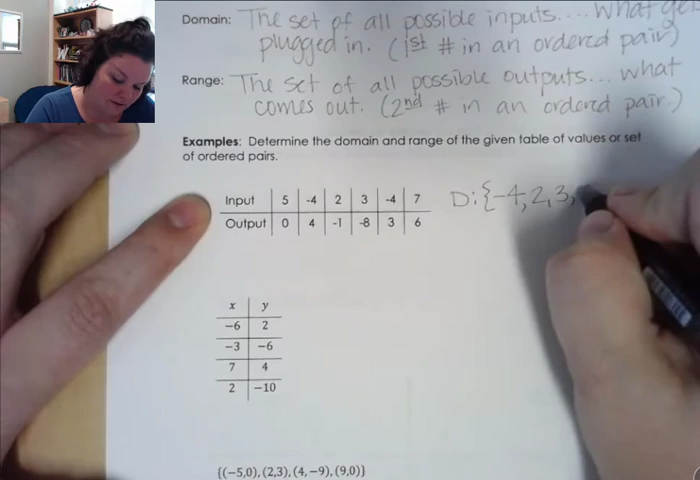 Domain: The set of all possible inputs.... What get
plugged in. (1st # in an ordered pair)
Range: The set of all possible outputs... what
comes out. (2nd # in an ordered pair.)
Examples: Determine the domain and range of the given table of values or set
of ordered pairs.
Input 5 -4 2 3 -4 7 D: {-4, 2, 3,
Output 0 4 -1 -8 3 6
x y
-6 2
-3 -6
7 4
2 -10
{(-5,0), (2,3), (4,-9), (9,0)}